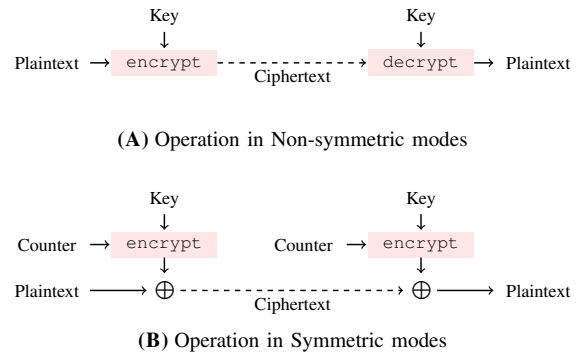 Key Key
Plaintext encrypt decrypt Plaintext
Ciphertext
(A) Operation in Non-symmetric modes
Key Key
Counter encrypt Counter encrypt
Plaintext ⊕ ⊕ Plaintext
Ciphertext
(B) Operation in Symmetric modes